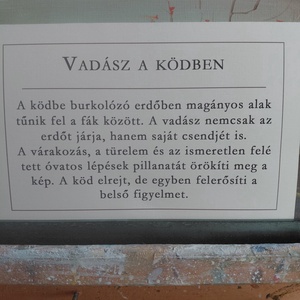 VADÁSZ A KÖDBEN
A ködbe burkolózó erdőben magányos alak
tűnik fel a fák között. A vadász nemcsak az
erdőt járja, hanem saját csendjét is.
A várakozás, a türelem és az ismeretlen felé
tett óvatos lépések pillanatát örökíti meg a
kép. A köd elrejt, de egyben felerősíti a
belső figyelmet.